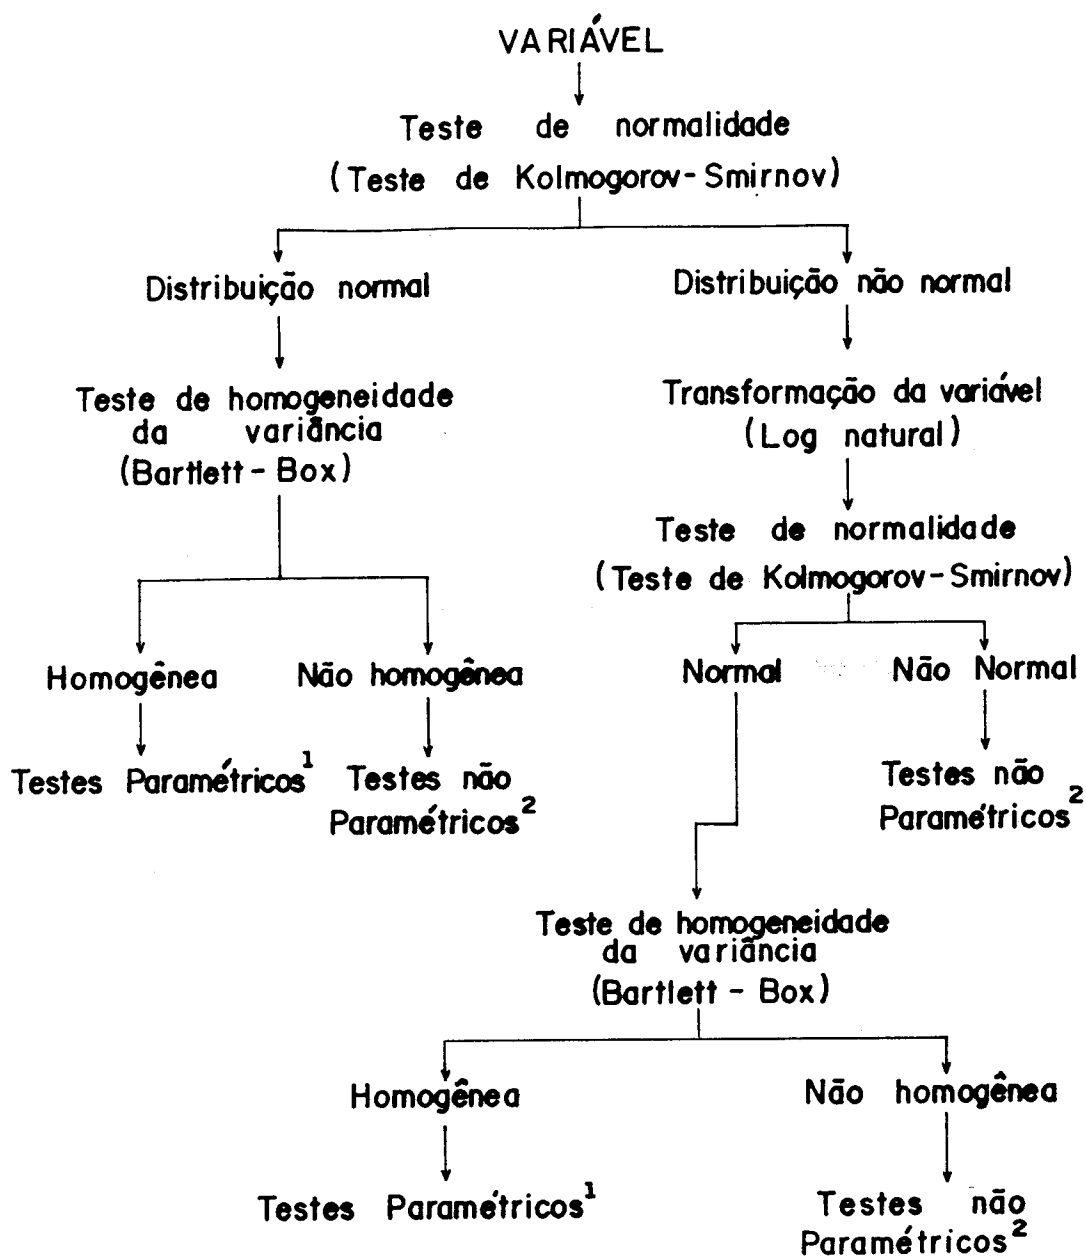 VARIÁVEL
Teste de normalidade
(Teste de Kolmogorov-Smirnov)
Distribuição normal
Distribuição não normal
Teste de homogeneidade
da variância
(Bartlett - Box)
Transformação da variável
(Log natural)
Teste de normalidade
(Teste de Kolmogorov-Smirnov)
Homogênea
Não homogênea
Normal
Não Normal
Testes Paramétricos¹
Testes não
Paramétricos²
Testes não
Paramétricos²
Teste de homogeneidade
da variância
(Bartlett - Box)
Homogênea
Não homogênea
Testes Paramétricos¹
Testes não
Paramétricos²